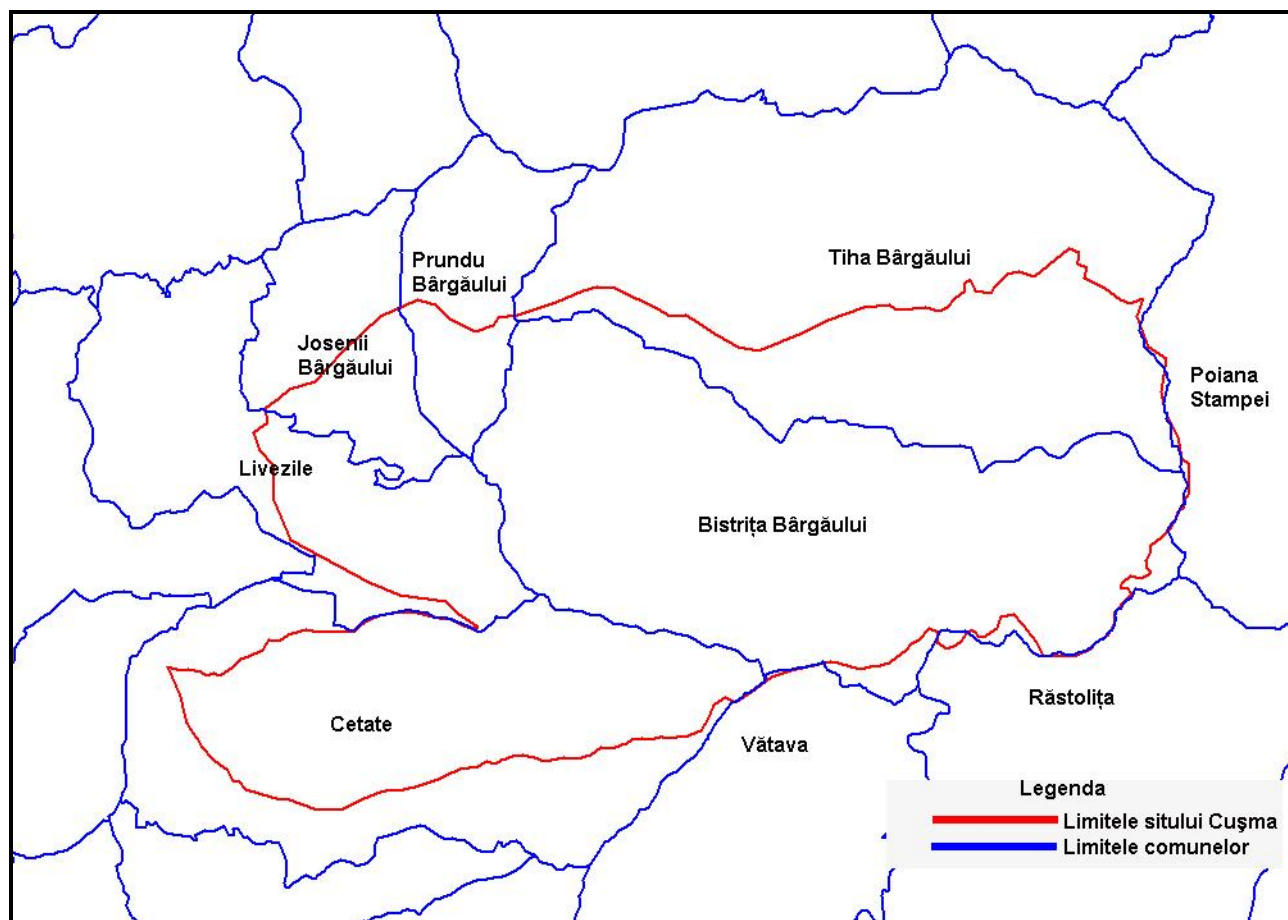 Tiha Bârgăului
Prundu
Bârgăului
Josenii
Bârgăului
Poiana
Stampei
Livezile
Bistrița Bârgăului
Răstolița
Cetate
Vătava
Legenda
Limitele sitului Cuşma
Limitele comunelor